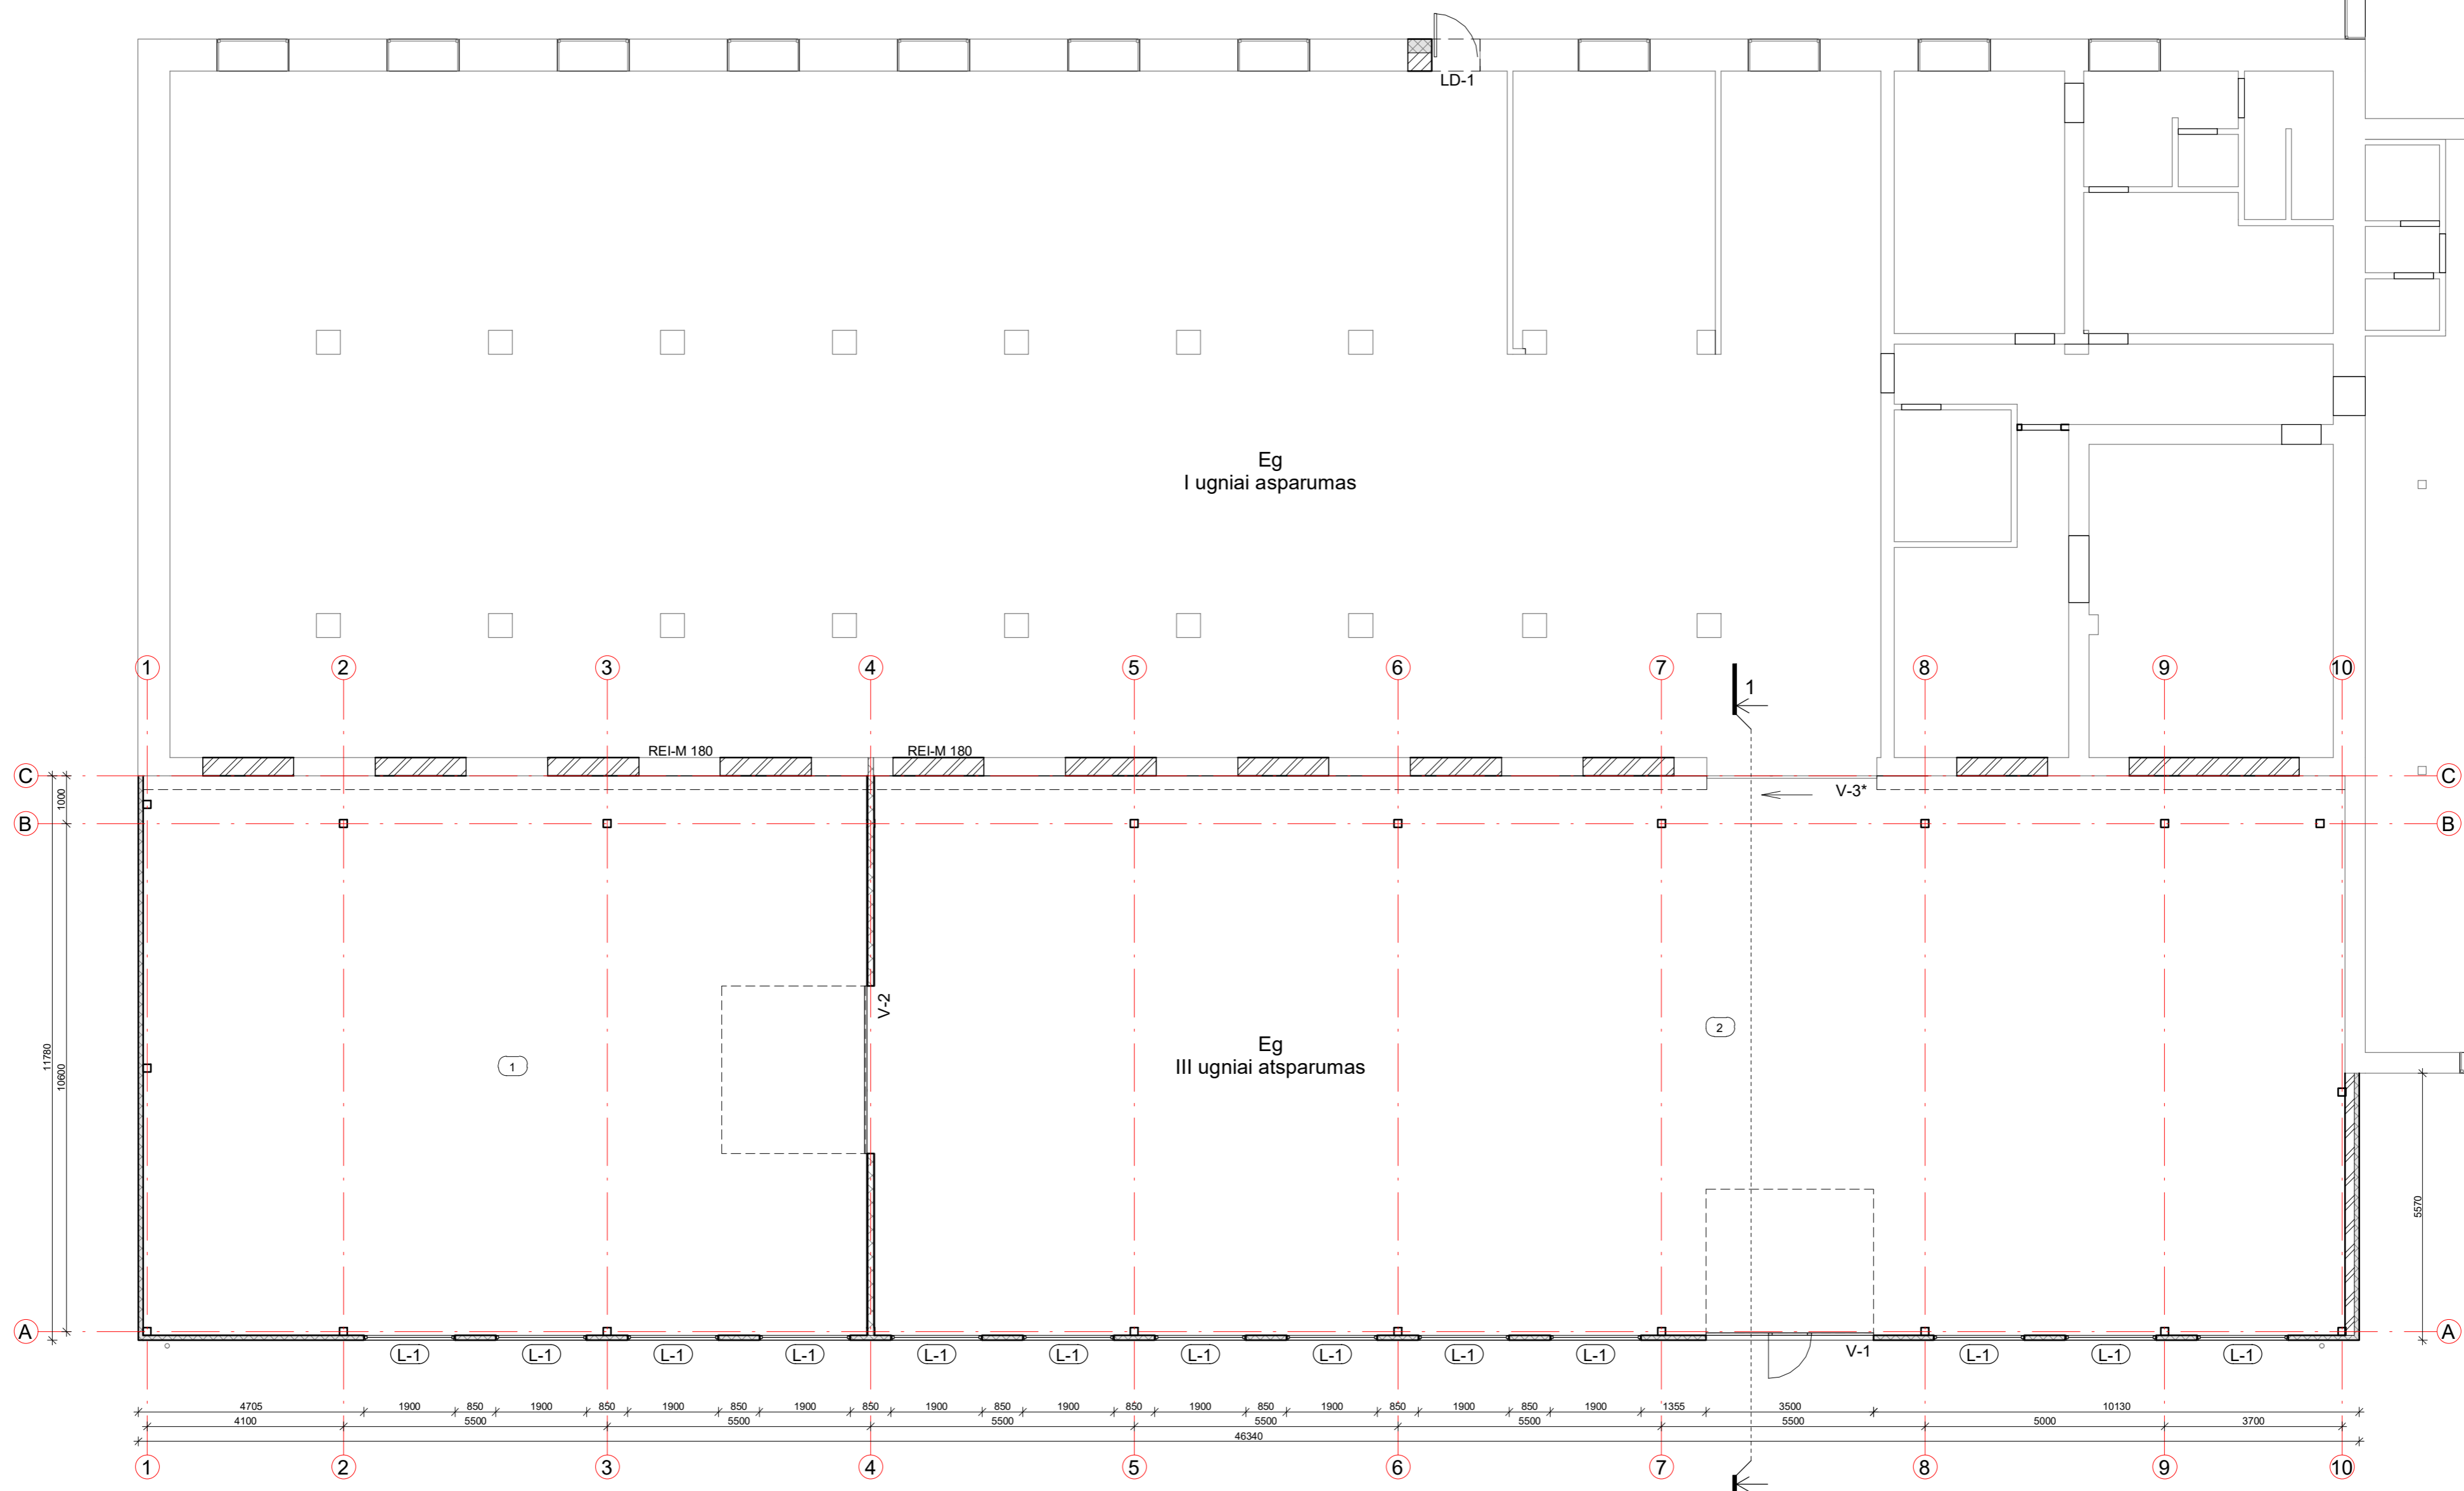 LD-1
Eg
I ugniai asparumas
1 2 3 4 5 6 7 8 9 10
1
REI-M 180 REI-M 180
C C
1000
V-3*
B B
V-2
2
Eg
III ugniai atsparumas
1
11780
10600
5570
A A
L-1 L-1 L-1 L-1 L-1 L-1 L-1 L-1 L-1 L-1 V-1 L-1 L-1 L-1
4705 1900 850 1900 850 1900 850 1900 850 1900 850 1900 850 1900 850 1900 850 1900 850 1900 1355 3500 10130
4100 5500 5500 5500 5500 5500 5500 5000 3700
46340
1 2 3 4 5 6 7 8 9 10